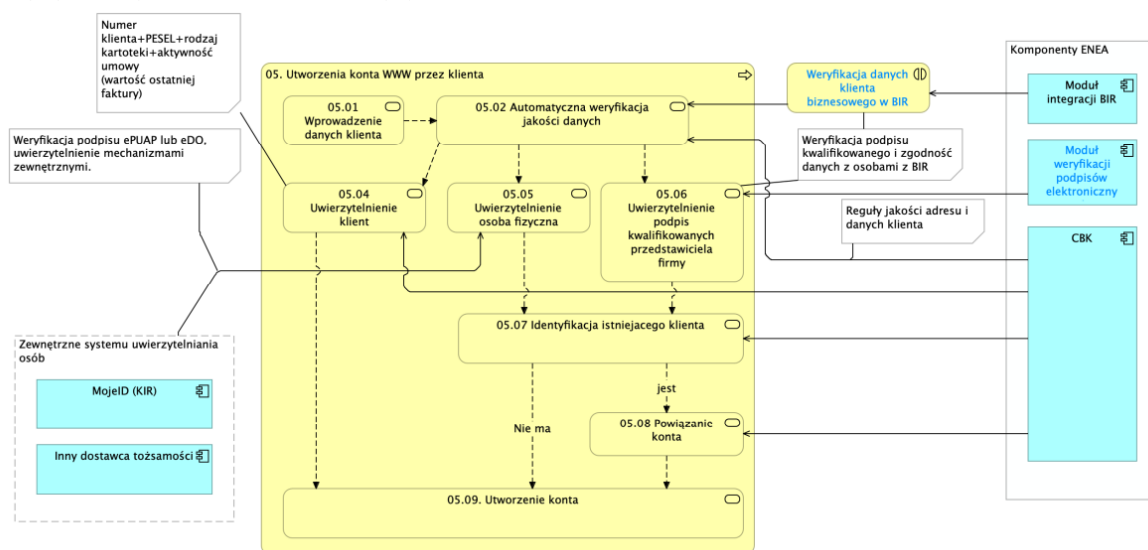 Numer
klienta+PESEL+rodzaj
kartoteki+aktywność
umowy
(wartość ostatniej
faktury)
Weryfikacja podpisu ePUAP lub eDO,
uwierzytelnienie mechanizmami
zewnętrznymi.
05. Utworzenia konta WWW przez klienta
05.01
Wprowadzenie
danych klienta
05.02 Automatyczna weryfikacja
jakości danych
05.04
Uwierzytelnienie
klient
05.05
Uwierzytelnienie
osoba fizyczna
05.06
Uwierzytelnienie
podpis
kwalifikowanych
przedstawiciela
firmy
05.07 Identyfikacja istniejacego klienta
jest
Nie ma
05.08 Powiązanie
konta
05.09. Utworzenie konta
Weryfikacja danych
klienta
biznesowego w BIR
Weryfikacja podpisu
kwalifikowanego i zgodność
danych z osobami z BIR
Reguły jakości adresu i
danych klienta
Komponenty ENEA
Moduł
integracji BIR
Moduł
weryfikacji
podpisów
elektroniczny
CBK
Zewnętrzne systemu uwierzytelniania
osób
MojeID (KIR)
Inny dostawca tożsamości